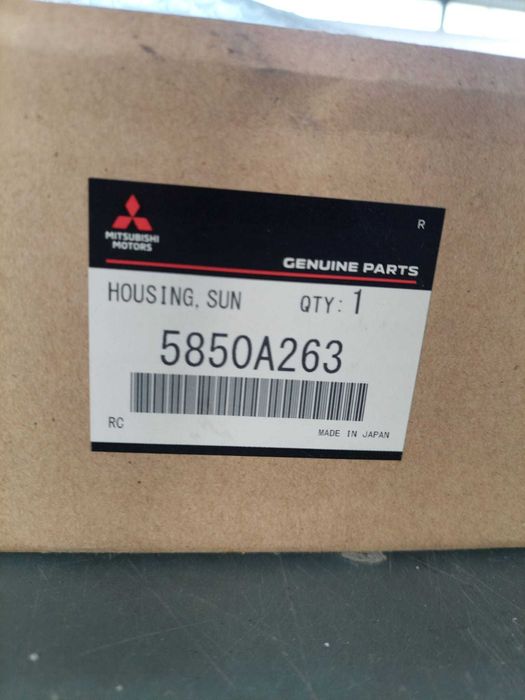 R
MITSUBISHI
MOTORS
GENUINE PARTS
HOUSING, SUN QTY: 1
5850A263
RC
MADE IN JAPAN